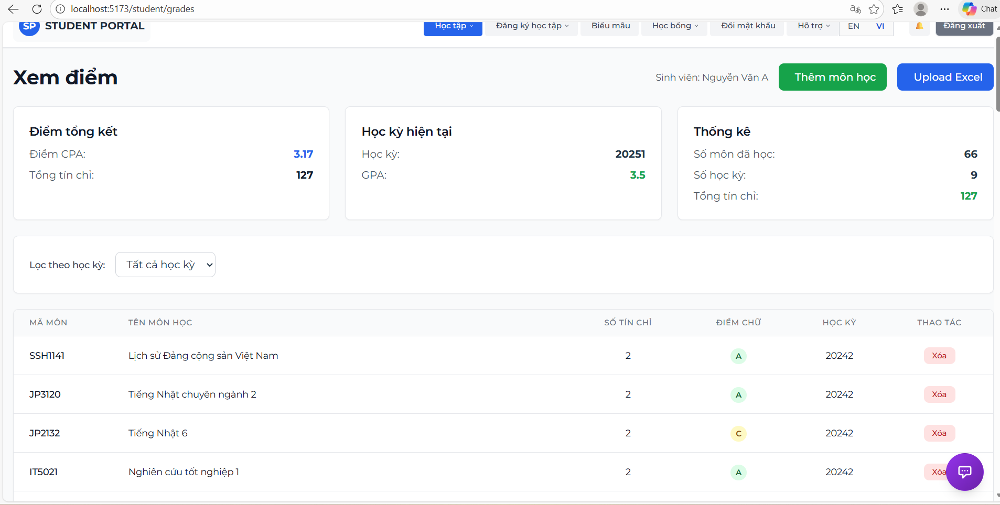 localhost:5173/student/grades
Chat
SP STUDENT PORTAL
Học tập
Đăng ký học tập
Biểu mẫu
Học bổng
Đổi mật khẩu
Hỗ trợ
EN VI
Đăng xuất
Xem điểm
Sinh viên: Nguyễn Văn A
Thêm môn học
Upload Excel
Điểm tổng kết
Điểm CPA: 3.17
Tổng tín chỉ: 127
Học kỳ hiện tại
Học kỳ: 20251
GPA: 3.5
Thống kê
Số môn đã học: 66
Số học kỳ: 9
Tổng tín chỉ: 127
Lọc theo học kỳ: Tất cả học kỳ
MÃ MÔN TÊN MÔN HỌC SỐ TÍN CHỈ ĐIỂM CHỮ HỌC KỲ THAO TÁC
SSH1141 Lịch sử Đảng cộng sản Việt Nam 2 A 20242 Xóa
JP3120 Tiếng Nhật chuyên ngành 2 2 A 20242 Xóa
JP2132 Tiếng Nhật 6 2 C 20242 Xóa
IT5021 Nghiên cứu tốt nghiệp 1 2 A 20242 Xóa